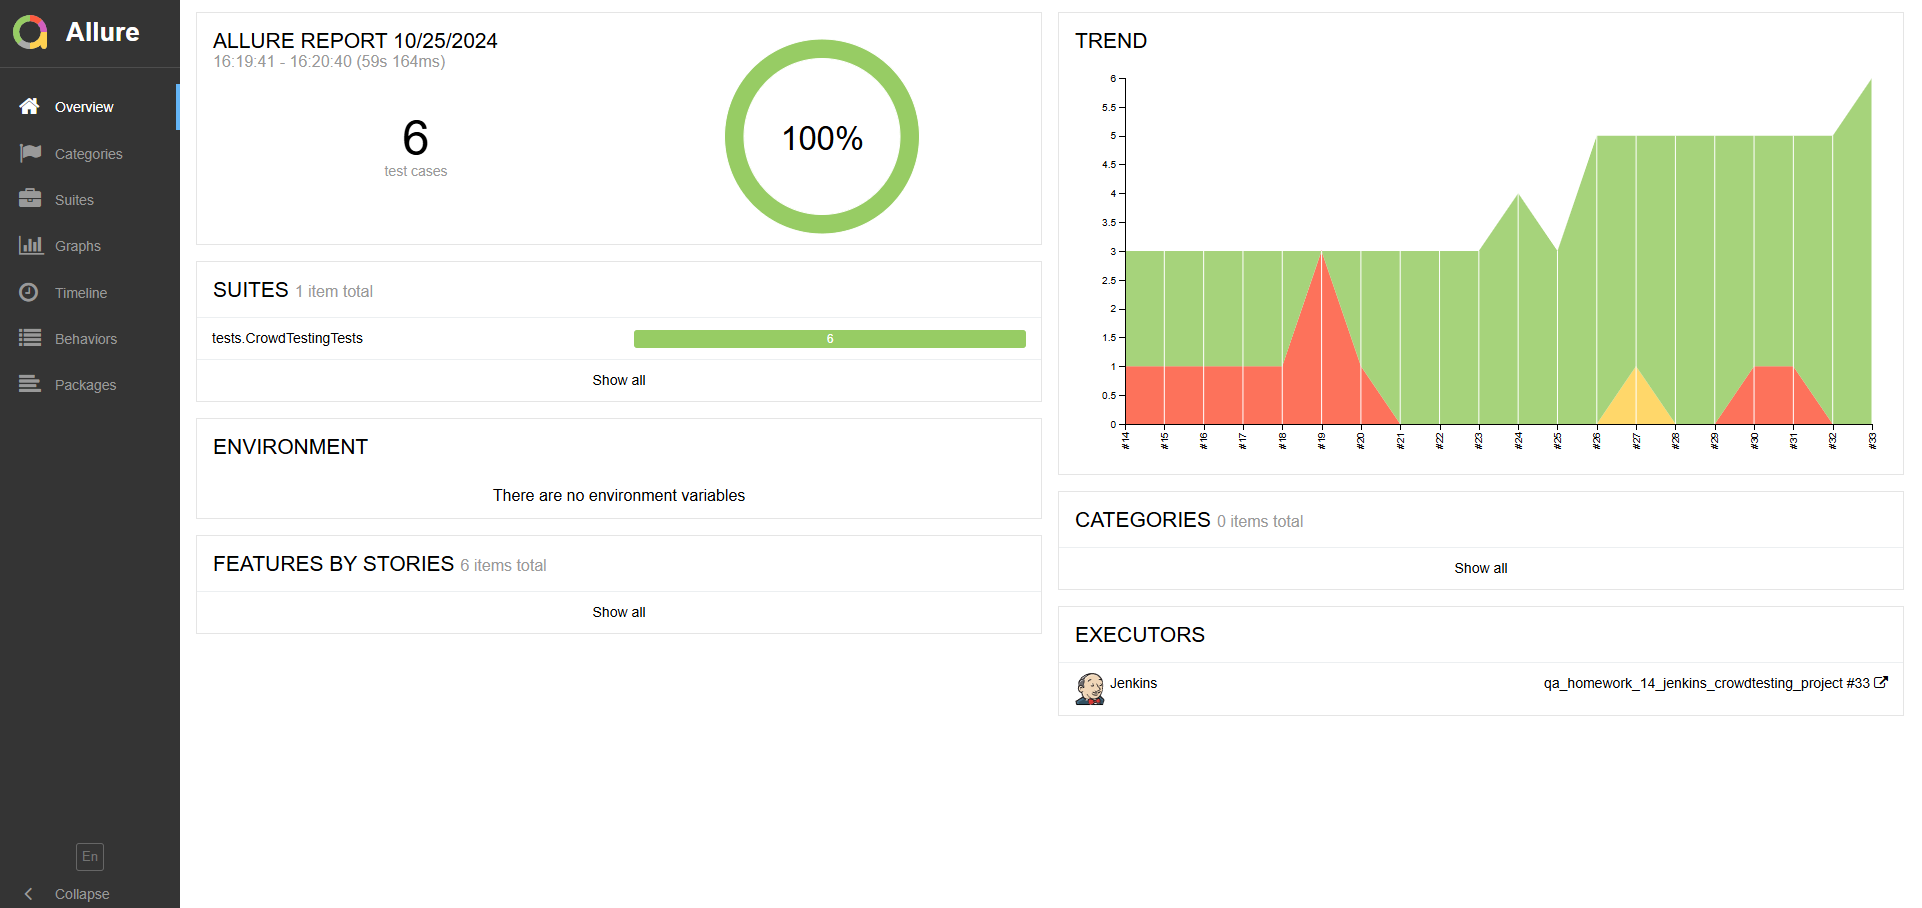 Allure
Overview
Categories
Suites
Graphs
Timeline
Behaviors
Packages
En
Collapse
ALLURE REPORT 10/25/2024
16:19:41 - 16:20:40 (59s 164ms)
6
test cases
100%
SUITES 1 item total
tests.CrowdTestingTests 6
Show all
ENVIRONMENT
There are no environment variables
FEATURES BY STORIES 6 items total
Show all
TREND
6
5.5
5
4.5
4
3.5
3
2.5
2
1.5
1
0.5
0
#14 #15 #16 #17 #18 #19 #20 #21 #22 #23 #24 #25 #26 #27 #28 #29 #30 #31 #32 #33
CATEGORIES 0 items total
Show all
EXECUTORS
Jenkins qa_homework_14_jenkins_crowdtesting_project #33